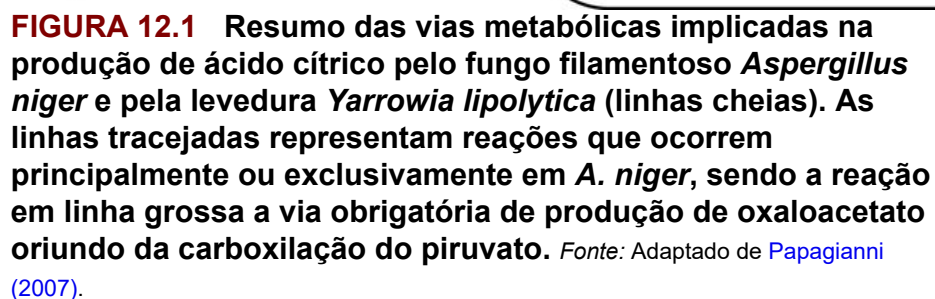 FIGURA 12.1 Resumo das vias metabólicas implicadas na
produção de ácido cítrico pelo fungo filamentoso Aspergillus
niger e pela levedura Yarrowia lipolytica (linhas cheias). As
linhas tracejadas representam reações que ocorrem
principalmente ou exclusivamente em A. niger, sendo a reação
em linha grossa a via obrigatória de produção de oxaloacetato
oriundo da carboxilação do piruvato. Fonte: Adaptado de Papagianni
(2007).